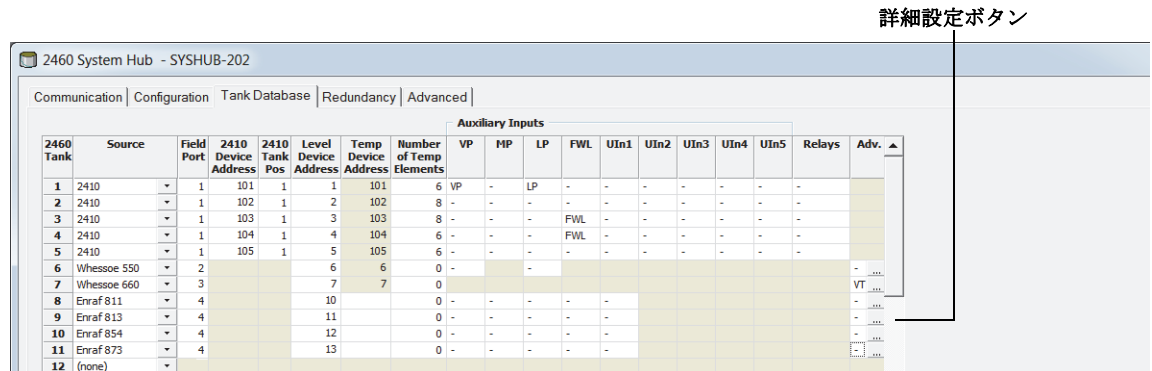 詳細設定ボタン
2460 System Hub - SYSHUB-202
Communication Configuration Tank Database Redundancy Advanced
Auxiliary Inputs
2460 Tank Source Field Port 2410 Device Address 2410 Tank Pos Level Device Address Temp Device Address Number of Temp Elements VP MP LP FWL UIn1 UIn2 UIn3 UIn4 UIn5 Relays Adv.
1 2410 1 101 1 1 101 6 VP - LP - - - - - - -
2 2410 1 102 1 2 102 8 - - - - - - - - - -
3 2410 1 103 1 3 103 8 - - - FWL - - - - - -
4 2410 1 104 1 4 104 6 - - - FWL - - - - - -
5 2410 1 105 1 5 105 6 - - - - - - - - - -
6 Whessoe 550 2 6 6 0 - - - ...
7 Whessoe 660 3 7 7 0 VT ...
8 Enraf 811 4 10 0 - - - - - - ...
9 Enraf 813 4 11 0 - - - - - - ...
10 Enraf 854 4 12 0 - - - - - - ...
11 Enraf 873 4 13 0 - - - - - - ...
12 (none)